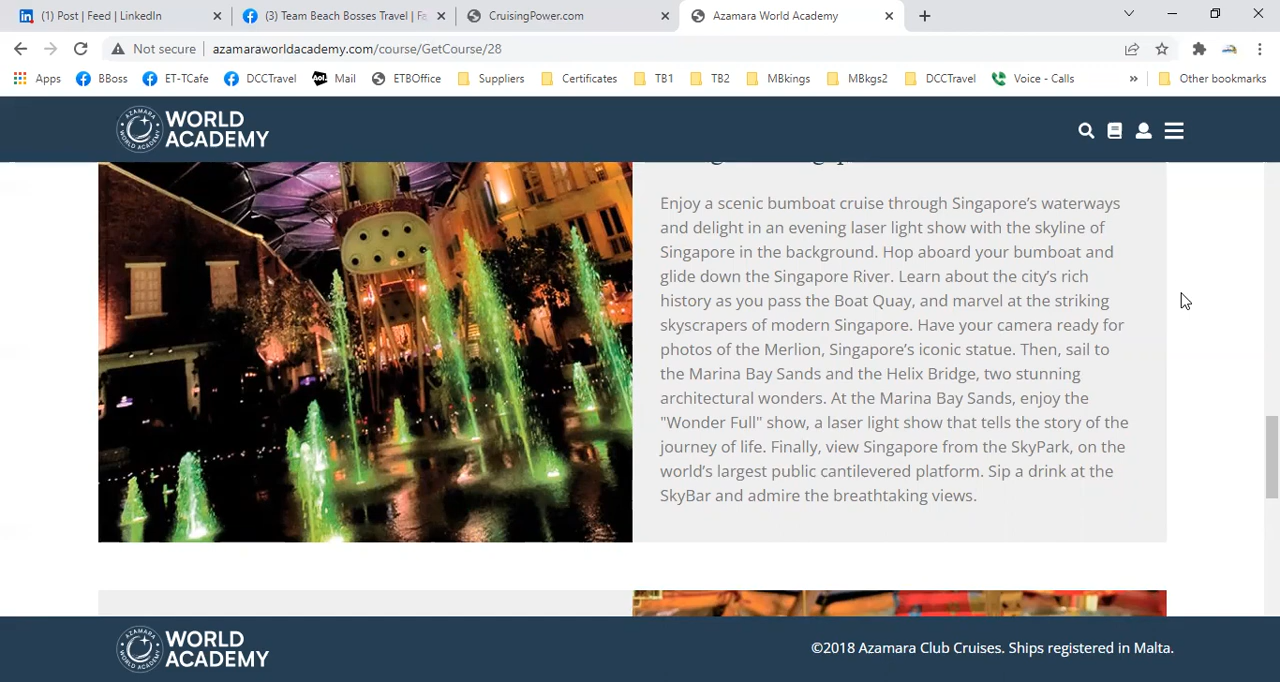 (1) Post | Feed | LinkedIn
(3) Team Beach Bosses Travel | Fa
CruisingPower.com
Azamara World Academy
Not secure
azamaraworldacademy.com/course/GetCourse/28
Apps
BBoss
ET-TCafe
DCCTravel
Aol.
Mail
ETBOffice
Suppliers
Certificates
TB1
TB2
MBkings
MBkgs2
DCCTravel
Voice - Calls
»
Other bookmarks
AZAMARA WORLD ACADEMY
WORLD
ACADEMY
Enjoy a scenic bumboat cruise through Singapore’s waterways
and delight in an evening laser light show with the skyline of
Singapore in the background. Hop aboard your bumboat and
glide down the Singapore River. Learn about the city’s rich
history as you pass the Boat Quay, and marvel at the striking
skyscrapers of modern Singapore. Have your camera ready for
photos of the Merlion, Singapore’s iconic statue. Then, sail to
the Marina Bay Sands and the Helix Bridge, two stunning
architectural wonders. At the Marina Bay Sands, enjoy the
"Wonder Full" show, a laser light show that tells the story of the
journey of life. Finally, view Singapore from the SkyPark, on the
world’s largest public cantilevered platform. Sip a drink at the
SkyBar and admire the breathtaking views.
AZAMARA WORLD ACADEMY
WORLD
ACADEMY
©2018 Azamara Club Cruises. Ships registered in Malta.